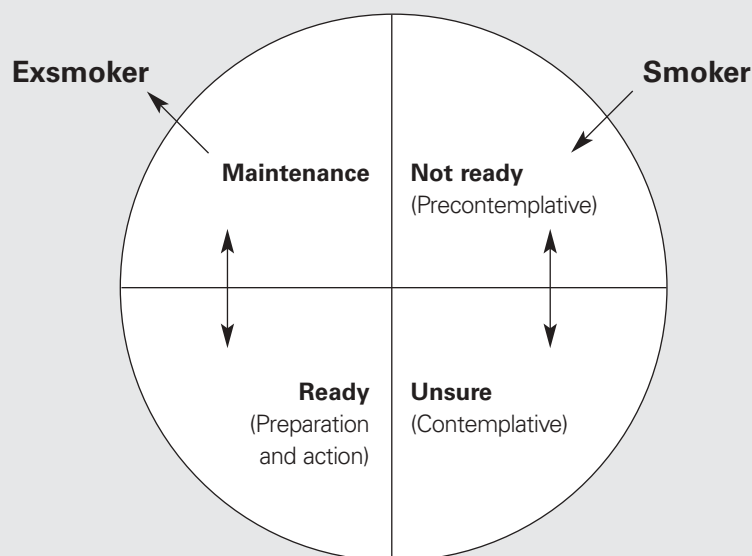 Exsmoker
Smoker
Maintenance
Not ready
(Precontemplative)
Ready
(Preparation
and action)
Unsure
(Contemplative)